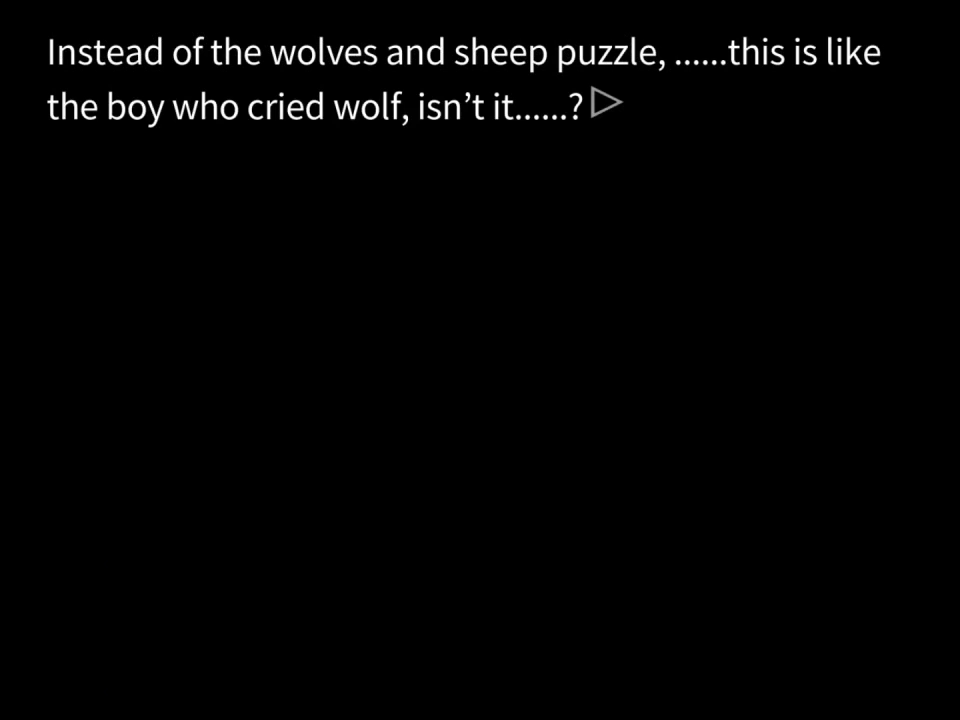 Instead of the wolves and sheep puzzle, ......this is like
the boy who cried wolf, isn’t it......?